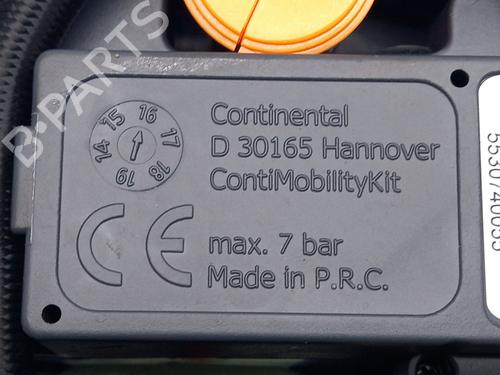 Continental
D 30165 Hannover
ContiMobilityKit
max. 7 bar
Made in P.R.C.
14 15 16 17 18 19
CE
B-PARTS